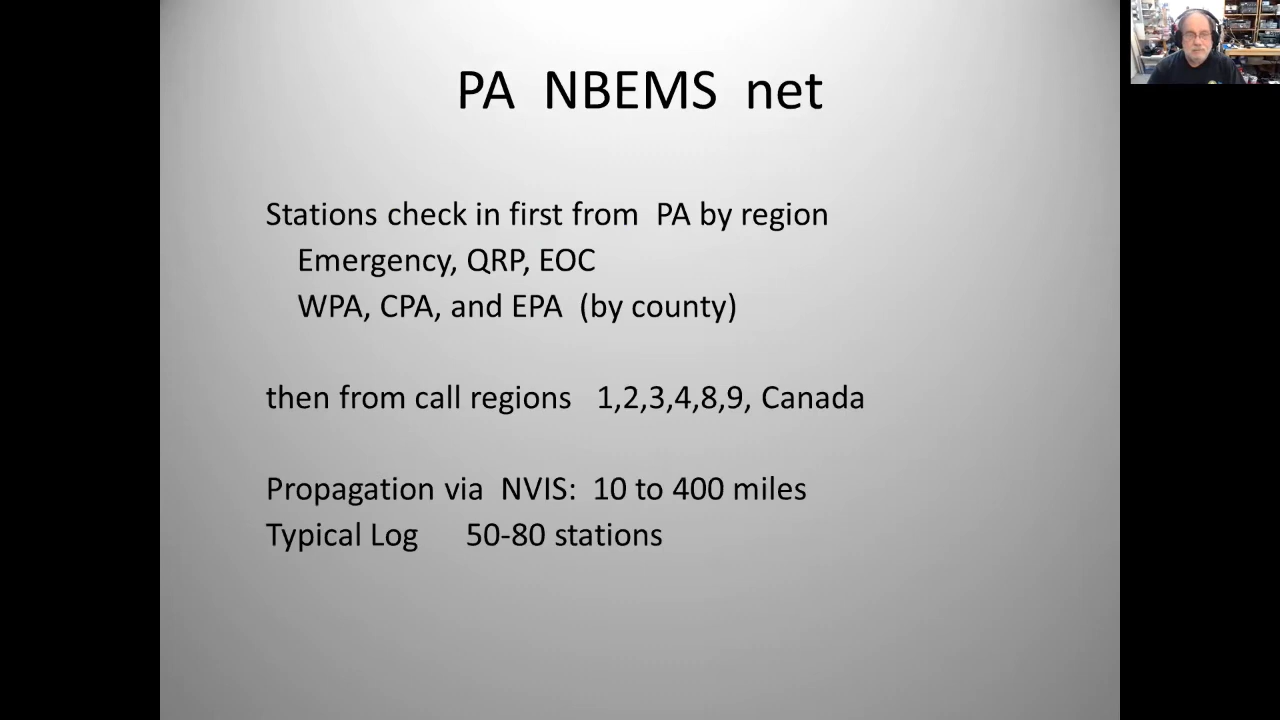 PA NBEMS net
Stations check in first from PA by region
Emergency, QRP, EOC
WPA, CPA, and EPA (by county)
then from call regions 1,2,3,4,8,9, Canada
Propagation via NVIS: 10 to 400 miles
Typical Log 50-80 stations